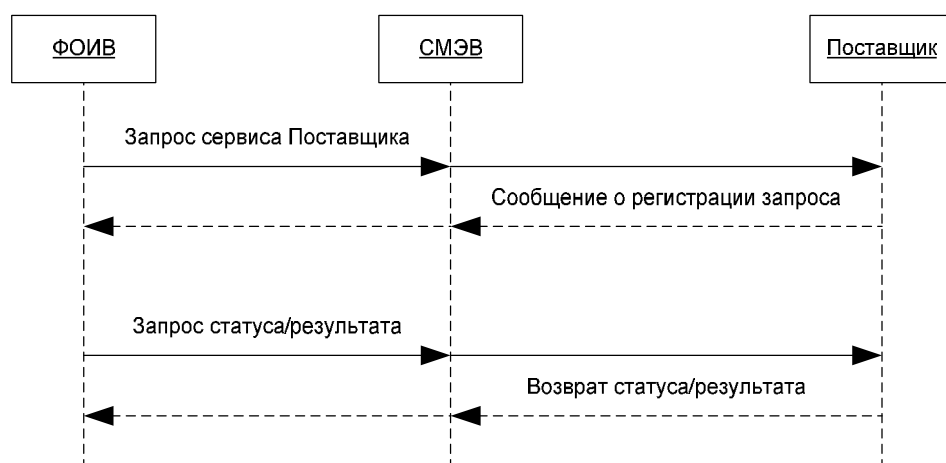 ФОИВ
СМЭВ
Поставщик
Запрос сервиса Поставщика
Сообщение о регистрации запроса
Запрос статуса/результата
Возврат статуса/результата